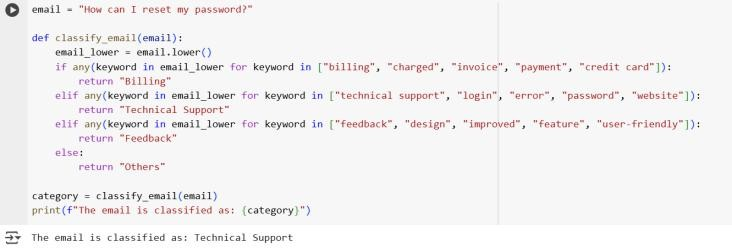 email = "How can I reset my password?"
def classify_email(email):
    email_lower = email.lower()
    if any(keyword in email_lower for keyword in ["billing", "charged", "invoice", "payment", "credit card"]):
        return "Billing"
    elif any(keyword in email_lower for keyword in ["technical support", "login", "error", "password", "website"]):
        return "Technical Support"
    elif any(keyword in email_lower for keyword in ["feedback", "design", "improved", "feature", "user-friendly"]):
        return "Feedback"
    else:
        return "Others"
category = classify_email(email)
print(f"The email is classified as: {category}")
The email is classified as: Technical Support